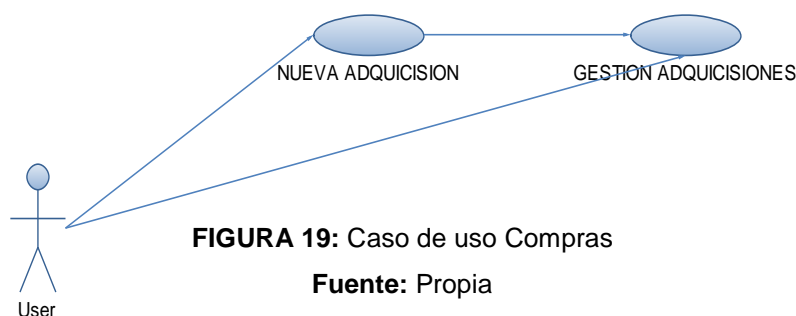 NUEVA ADQUICISION
GESTION ADQUICISIONES
FIGURA 19: Caso de uso Compras
Fuente: Propia
User